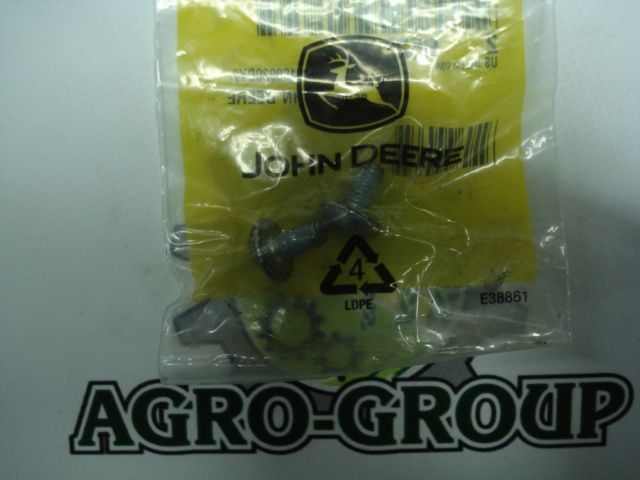 JOHN DEERE
4
LDPE
E38861
AGRO-GROUP